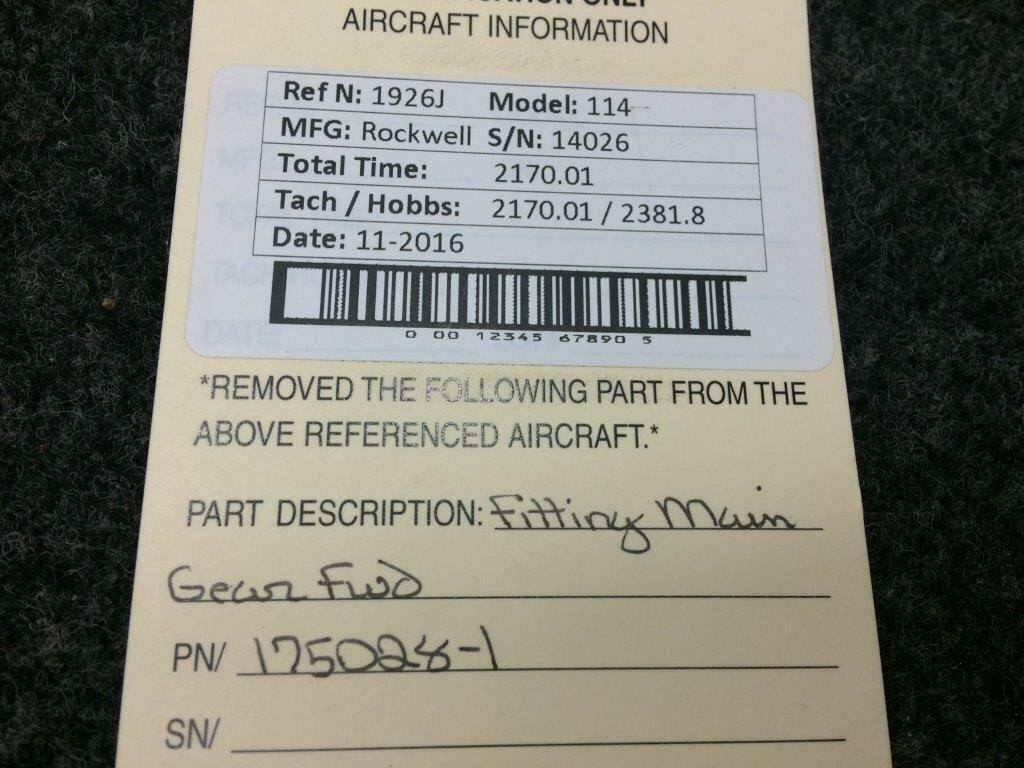 ONLY
AIRCRAFT INFORMATION
Ref N: 1926J Model: 114
MFG: Rockwell S/N: 14026
Total Time: 2170.01
Tach / Hobbs: 2170.01 / 2381.8
Date: 11-2016
0 00 12345 67890 5
*REMOVED THE FOLLOWING PART FROM THE
ABOVE REFERENCED AIRCRAFT.*
PART DESCRIPTION: Fitting Main
Gear Fwd
PN/ 175028-1
SN/